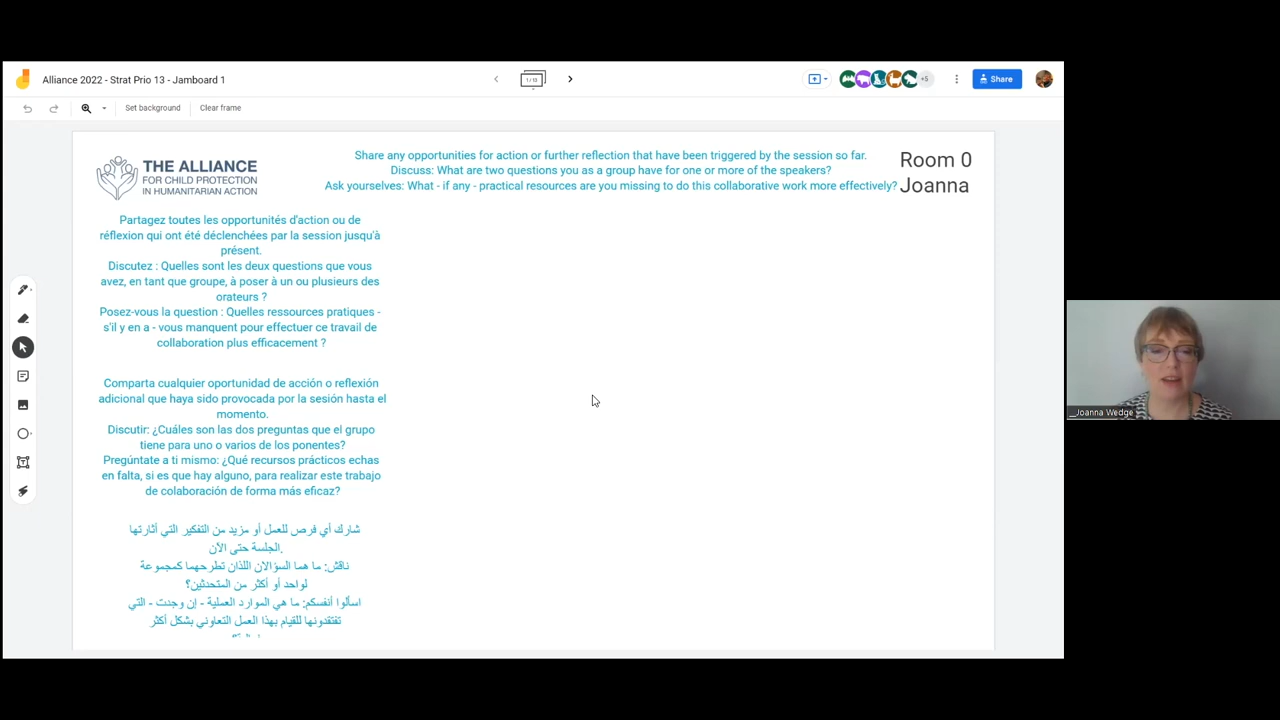 Alliance 2022 - Strat Prio 13 - Jamboard 1
1 / 13
+5
Share
Set background
Clear frame
THE ALLIANCE
FOR CHILD PROTECTION
IN HUMANITARIAN ACTION
Share any opportunities for action or further reflection that have been triggered by the session so far.
Discuss: What are two questions you as a group have for one or more of the speakers?
Ask yourselves: What - if any - practical resources are you missing to do this collaborative work more effectively?
Room 0
Joanna
Partagez toutes les opportunités d'action ou de
réflexion qui ont été déclenchées par la session jusqu'à
présent.
Discutez : Quelles sont les deux questions que vous
avez, en tant que groupe, à poser à un ou plusieurs des
orateurs ?
Posez-vous la question : Quelles ressources pratiques -
s'il y en a - vous manquent pour effectuer ce travail de
collaboration plus efficacement ?
Comparta cualquier oportunidad de acción o reflexión
adicional que haya sido provocada por la sesión hasta el
momento.
Discutir: ¿Cuáles son las dos preguntas que el grupo
tiene para uno o varios de los ponentes?
Pregúntate a ti mismo: ¿Qué recursos prácticos echas
en falta, si es que hay alguno, para realizar este trabajo
de colaboración de forma más eficaz?
شارك أي فرص للعمل أو مزيد من التفكير التي أثارتها
الجلسة حتى الآن.
ناقش: ما هما السؤالان اللذان تطرحهما كمجموعة
لواحد أو أكثر من المتحدثين؟
اسألوا أنفسكم: ما هي الموارد العملية - إن وجدت - التي
تفتقدونها للقيام بهذا العمل التعاوني بشكل أكثر
__Joanna Wedge